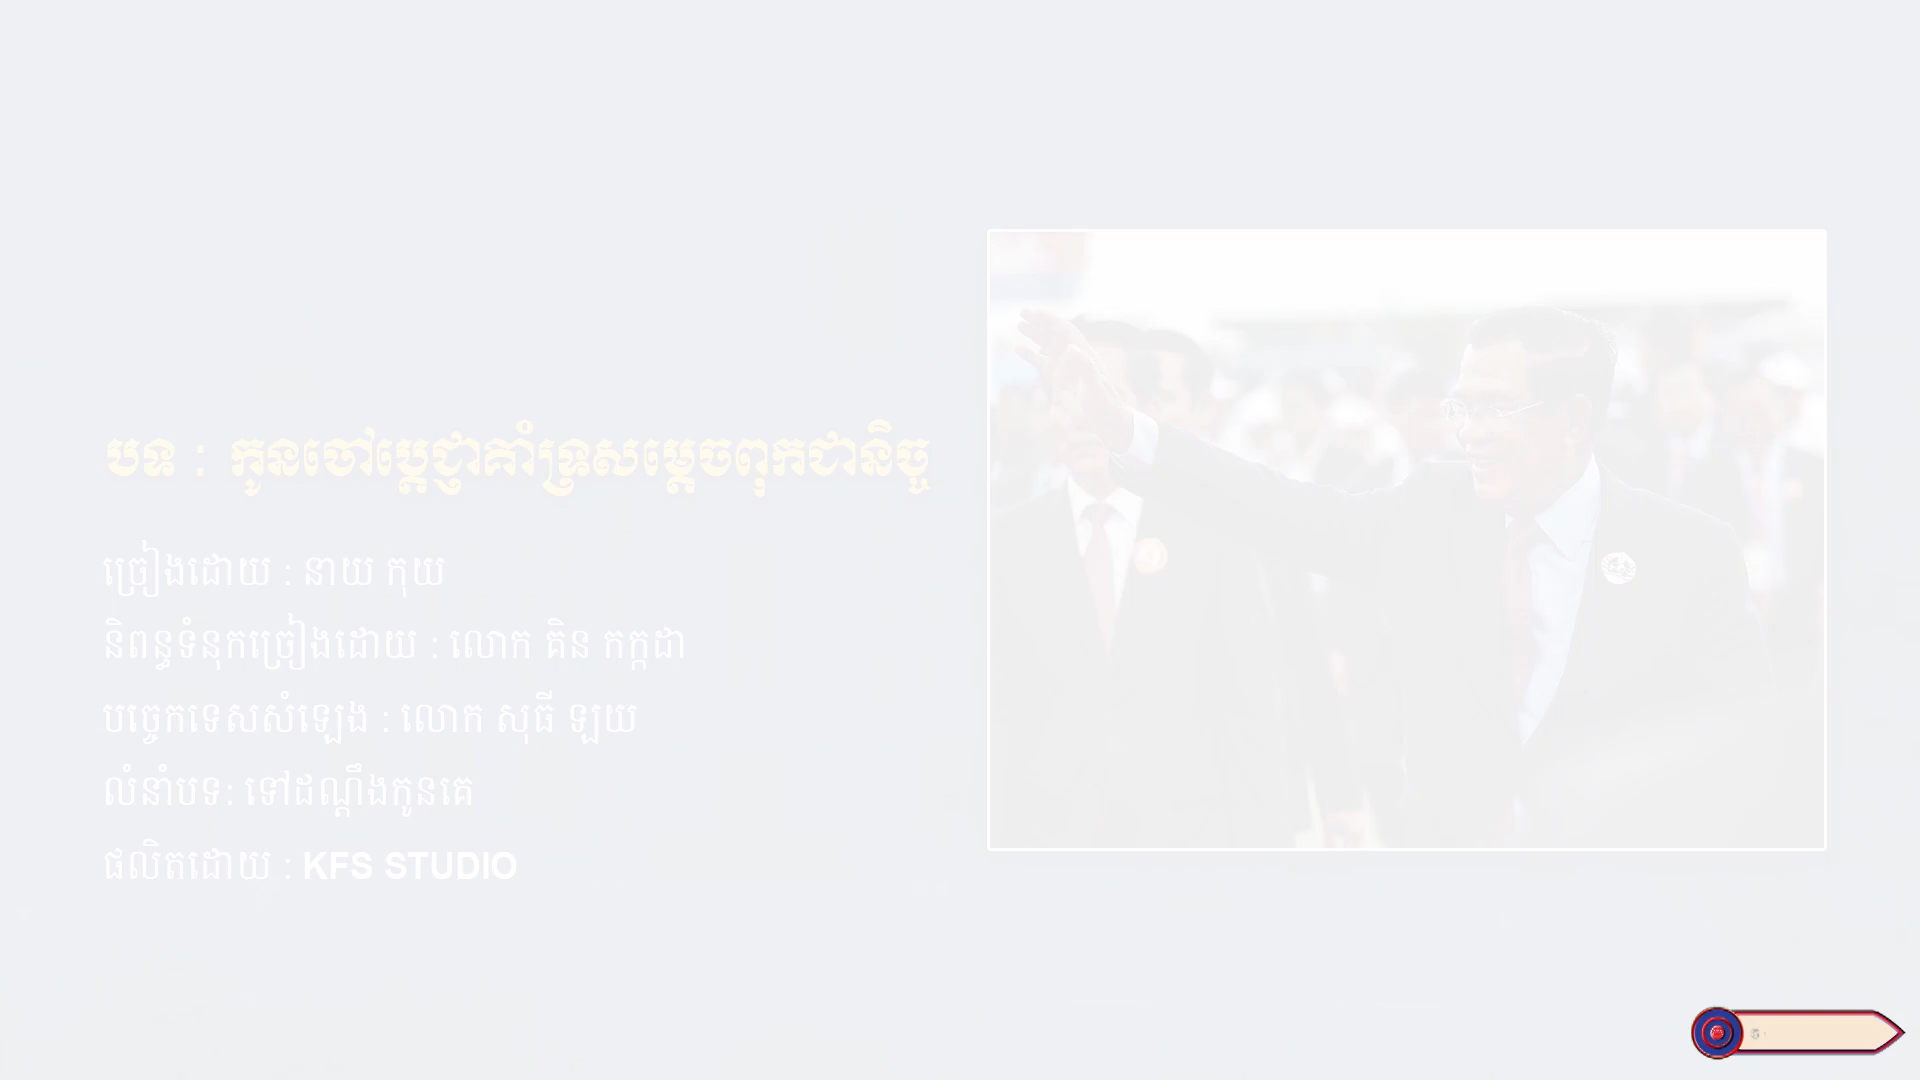 បទ : កូនចៅប្ដេជ្ញាគាំទ្រសម្ដេចពុកជានិច្ច
ច្រៀងដោយ : នាយ កុយ
និពន្ធទំនុកច្រៀងដោយ : លោក គិន កក្កដា
បច្ចេកទេសសំឡេង : លោក សុធី ឡយ
លំនាំបទ: ទៅដណ្ដឹងកូនគេ
ផលិតដោយ : KFS STUDIO